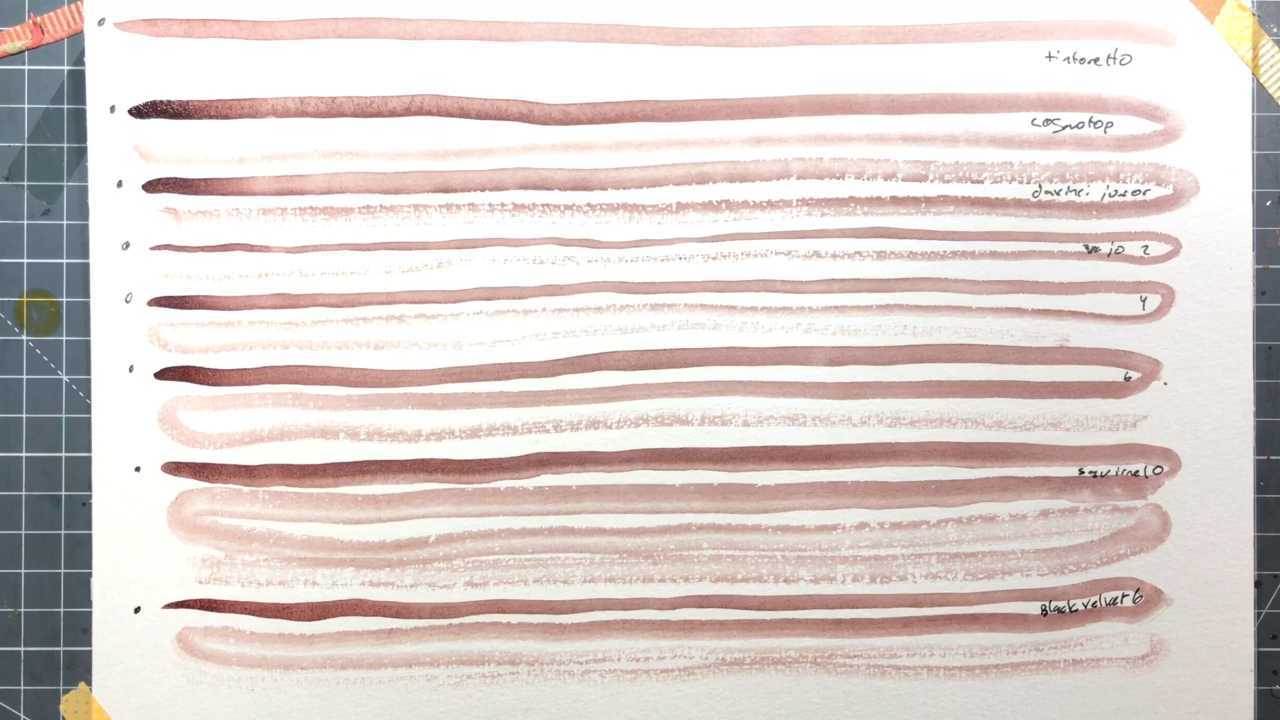 tintoretto
cosmotop
davinci junior
vejo 2
4
6
squirrel 0
Black velvet 6